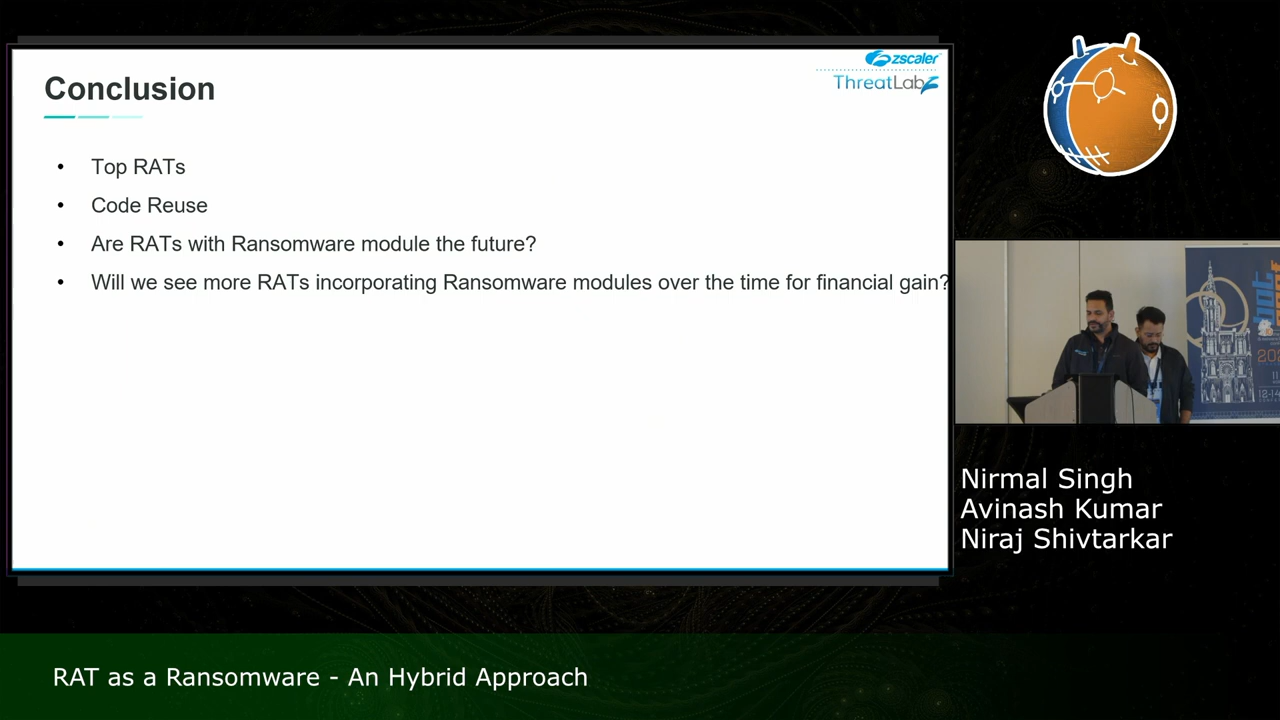 Conclusion
zscaler
ThreatLabz
• Top RATs
• Code Reuse
• Are RATs with Ransomware module the future?
• Will we see more RATs incorporating Ransomware modules over the time for financial gain?
Nirmal Singh
Avinash Kumar
Niraj Shivtarkar
RAT as a Ransomware - An Hybrid Approach